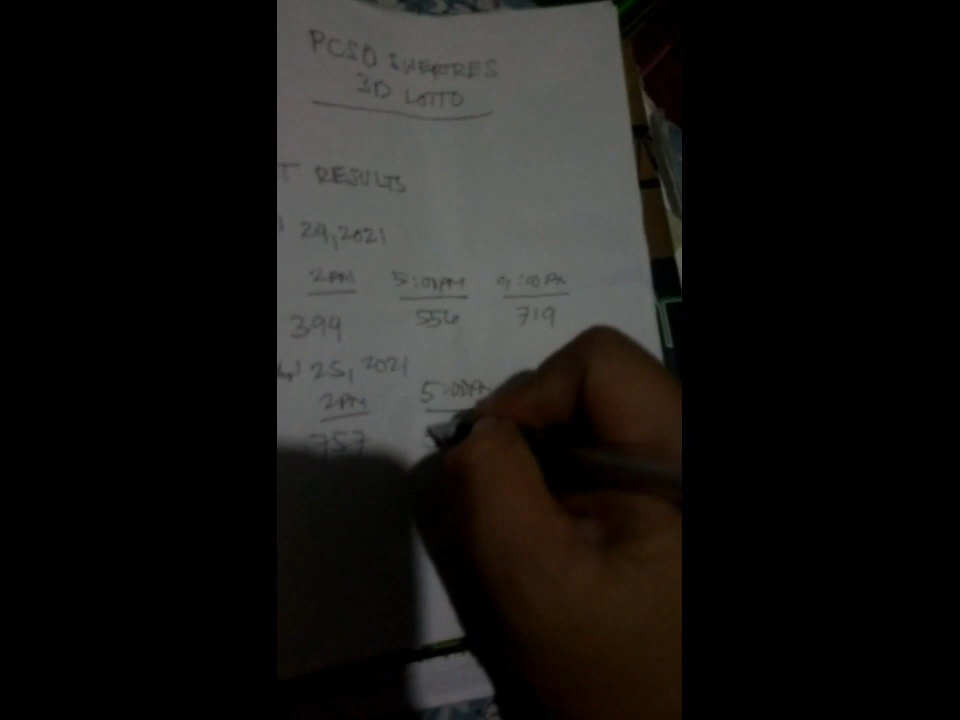 PCSO SWERTRES
3D LOTTO
T RESULTS
24, 2021
2PM 5:00PM 9:00PM
394 556 719
25, 2021
2PM 5:00PM
757